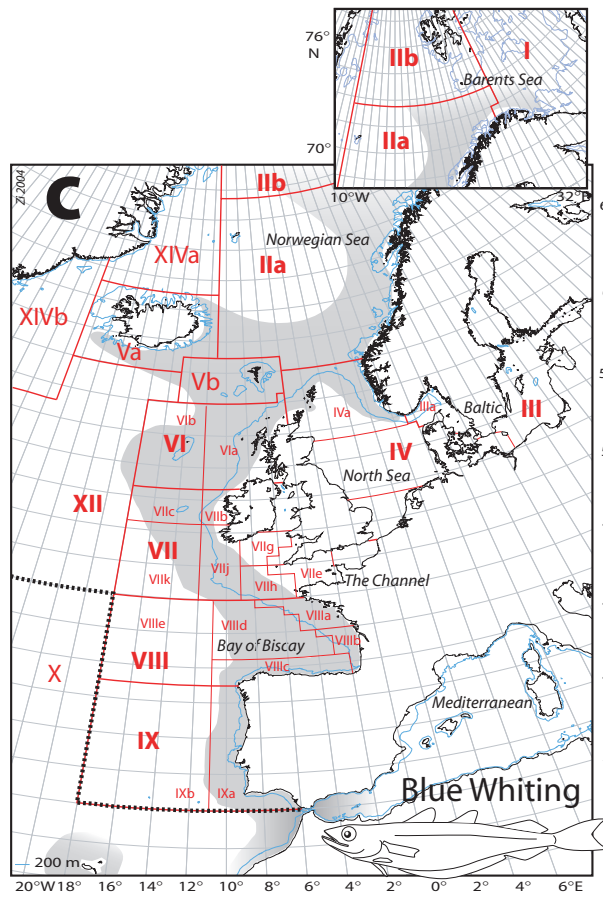 76°
N
IIb
I
Barents Sea
IIa
70°
10°W
32°E
ZI 2004
C
IIb
Norwegian Sea
XIVa
IIa
XIVb
Va
Vb
IVa
IIIa
Baltic
III
VIb
VI
VIa
IV
North Sea
XII
VIIc
VIIb
VII
VIIg
VIIj
VIIk
VIIh
VIIe
The Channel
VIIIe
VIIId
VIIIa
VIIIb
Bay of Biscay
X
VIII
VIIIc
Mediterranean
IX
IXb
IXa
Blue Whiting
200 m
20°W
18°
16°
14°
12°
10°
8°
6°
4°
2°
0°
2°
4°
6°E